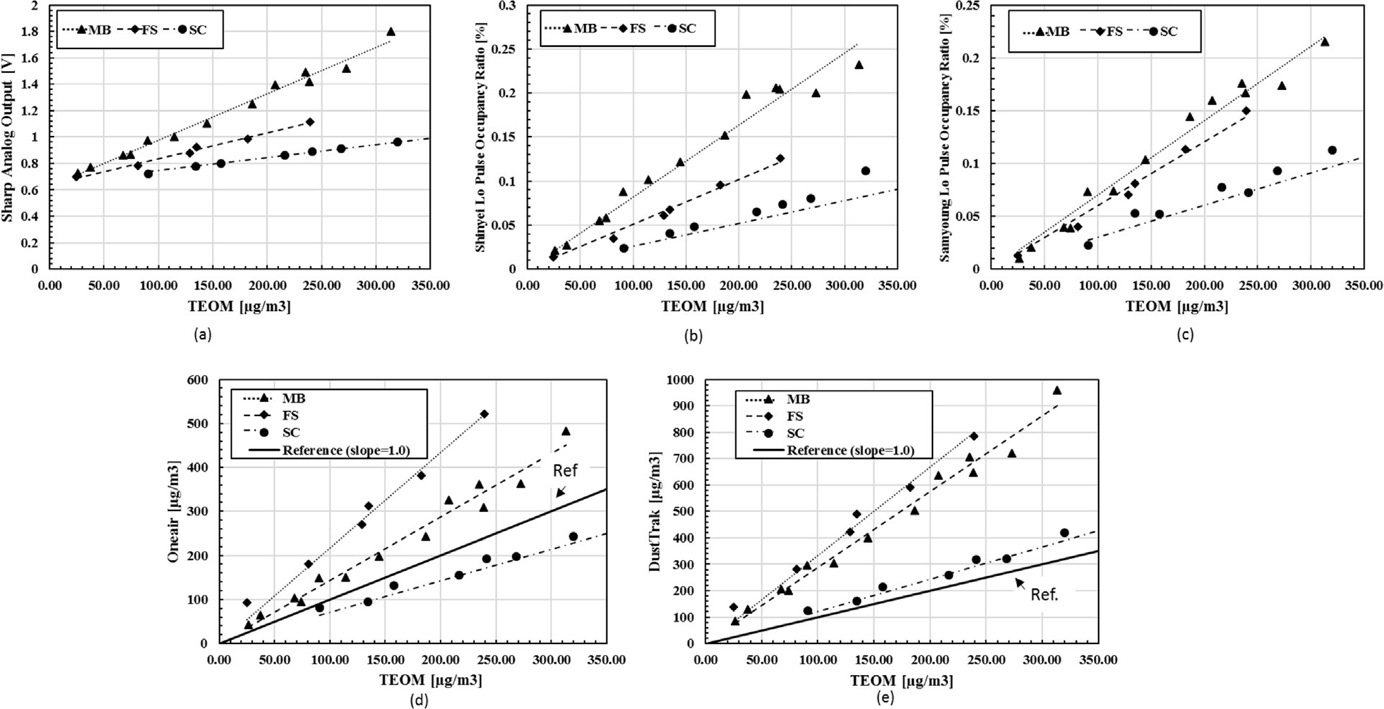 2
1.8
1.6
1.4
1.2
1
0.8
0.6
0.4
0.2
0
Sharp Analog Output [V]
MB FS SC
0.00 50.00 100.00 150.00 200.00 250.00 300.00 350.00
TEOM [µg/m3]
(a)
0.3
0.25
0.2
0.15
0.1
0.05
0
Shinyei Lo Pulse Occupancy Ratio [%]
MB FS SC
0.00 50.00 100.00 150.00 200.00 250.00 300.00 350.00
TEOM [µg/m3]
(b)
0.25
0.2
0.15
0.1
0.05
0
Samyoung Lo Pulse Occupancy Ratio [%]
MB FS SC
0.00 50.00 100.00 150.00 200.00 250.00 300.00 350.00
TEOM [µg/m3]
(c)
600
500
400
300
200
100
0
Oneair [µg/m3]
MB
FS
SC
Reference (slope=1.0)
Ref
0.00 50.00 100.00 150.00 200.00 250.00 300.00 350.00
TEOM [µg/m3]
(d)
1000
900
800
700
600
500
400
300
200
100
0
DustTrak [µg/m3]
MB
FS
SC
Reference (slope=1.0)
Ref.
0.00 50.00 100.00 150.00 200.00 250.00 300.00 350.00
TEOM [µg/m3]
(e)